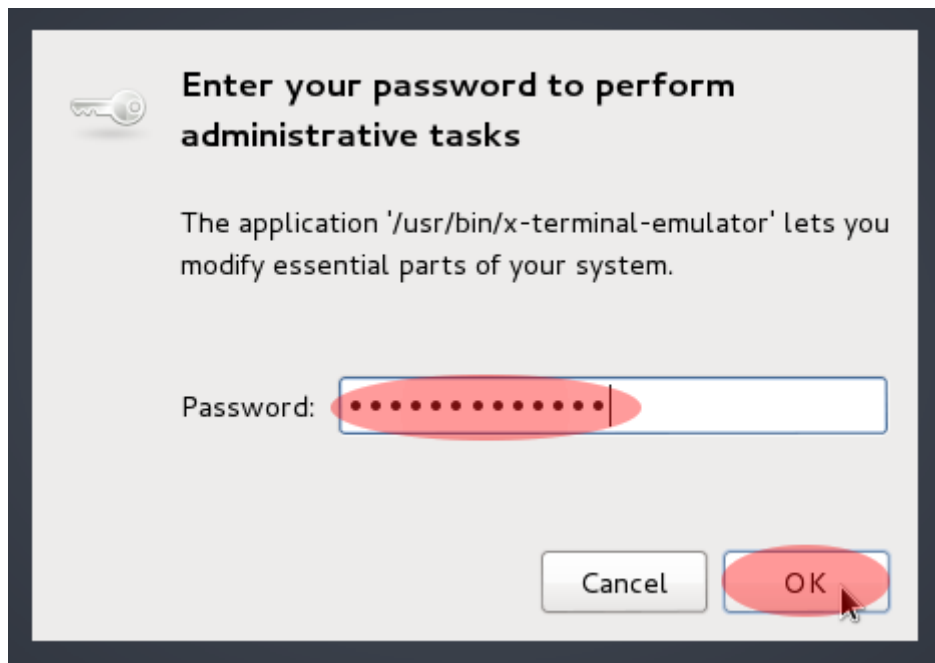 Enter your password to perform
administrative tasks
The application '/usr/bin/x-terminal-emulator' lets you
modify essential parts of your system.
Password: •••••••••••••
Cancel OK